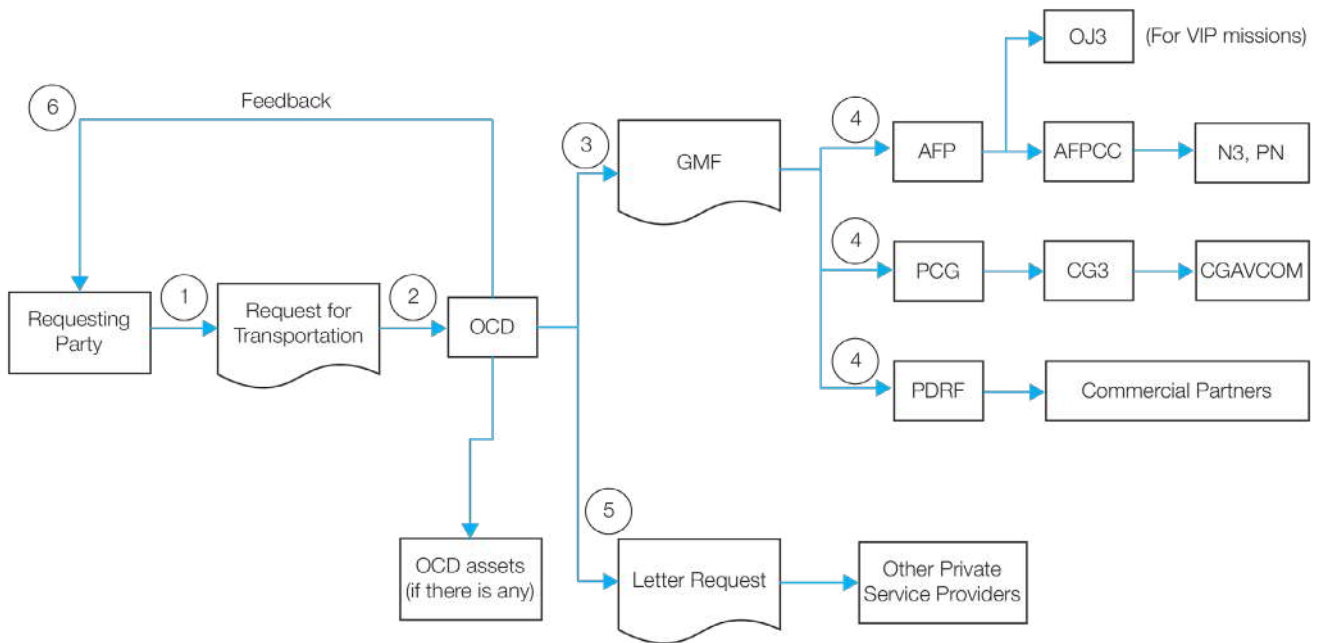 OJ3
(For VIP missions)
6
Feedback
3
GMF
4
AFP
AFPCC
N3, PN
4
PCG
CG3
CGAVCOM
Requesting
Party
1
Request for
Transportation
2
OCD
4
PDRF
Commercial Partners
5
OCD assets
(if there is any)
Letter Request
Other Private
Service Providers